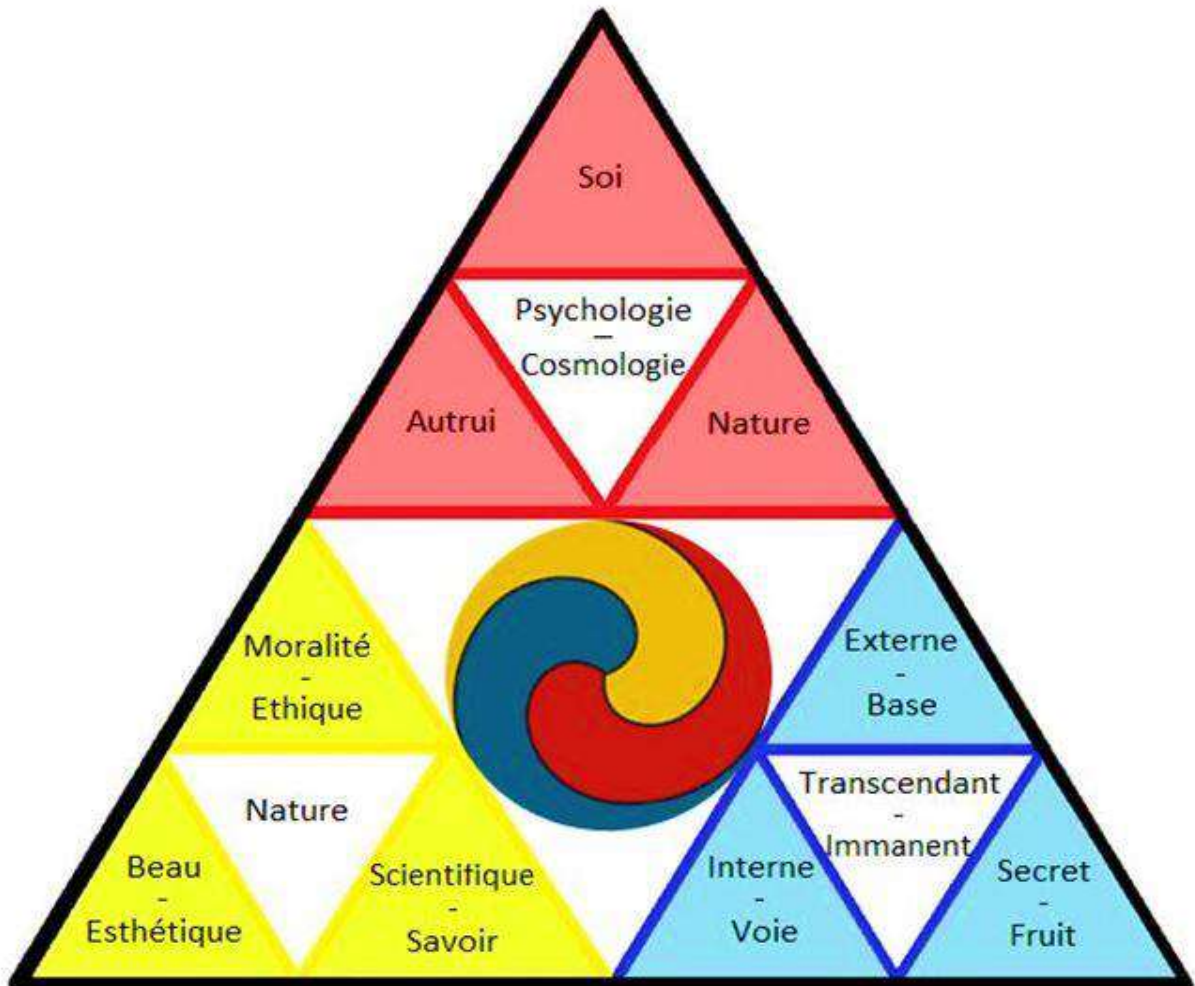 Soi
Psychologie
–
Cosmologie
Autrui
Nature
Moralité
-
Ethique
Externe
-
Base
Nature
Transcendant
-
Immanent
Beau
-
Esthétique
Scientifique
-
Savoir
Interne
-
Voie
Secret
-
Fruit